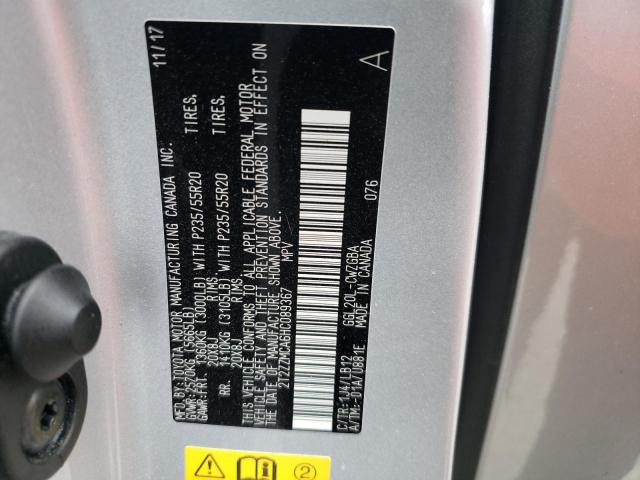 MFD. BY: TOYOTA MOTOR MANUFACTURING CANADA INC. 11/17
GVWR: 2570KG (5665LB)
GAWR: FRT. 1360KG (3000LB) WITH P235/55R20 TIRES,
20X8J RIMS,
RR. 1410KG (3105LB) WITH P235/55R20 TIRES,
20X8J RIMS,
THIS VEHICLE CONFORMS TO ALL APPLICABLE FEDERAL MOTOR
VEHICLE SAFETY AND THEFT PREVENTION STANDARDS IN EFFECT ON
THE DATE OF MANUFACTURE SHOWN ABOVE.
2T2ZZMCA6HC089367 MPV A
076
C/TR: 1J4/LB12 GGL20L-CWZGBA
A/TM: -01A/U881E MADE IN CANADA
2